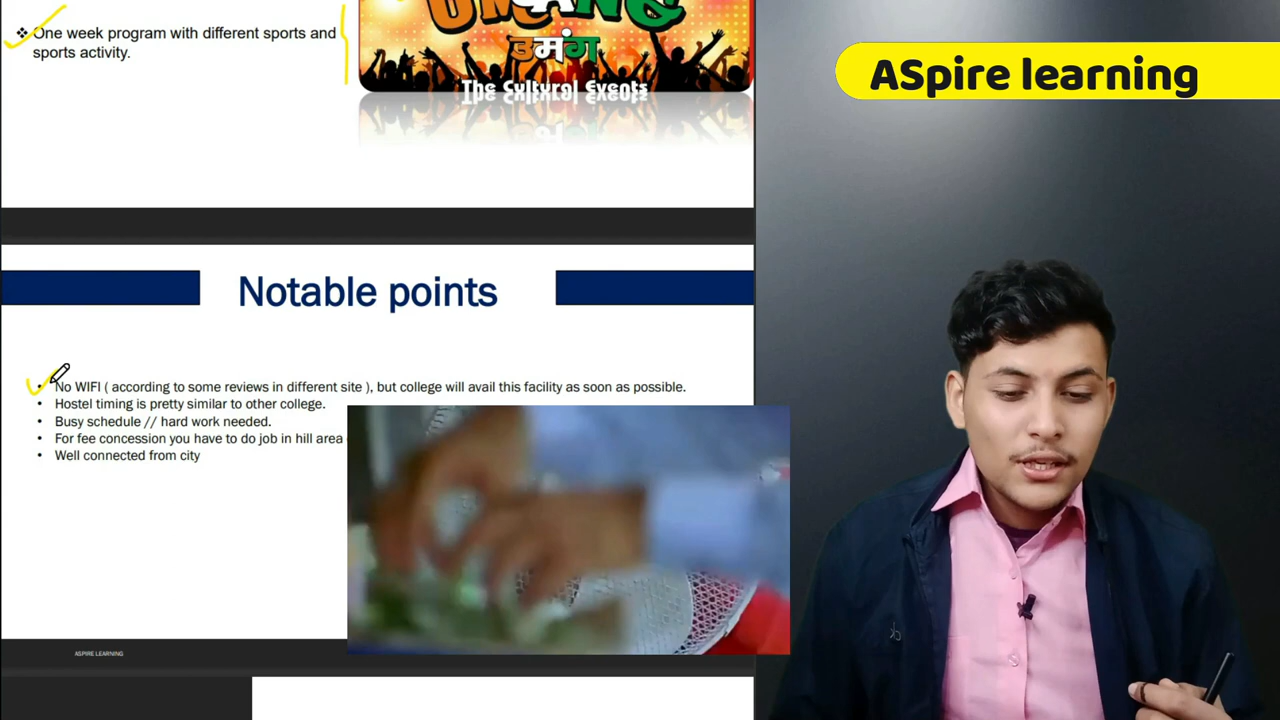 ❖ One week program with different sports and
sports activity.
उमंग
The Cultural Events
ASpire learning
Notable points
• No WIFI ( according to some reviews in different site ), but college will avail this facility as soon as possible.
• Hostel timing is pretty similar to other college.
• Busy schedule // hard work needed.
• For fee concession you have to do job in hill area
• Well connected from city
ASPIRE LEARNING